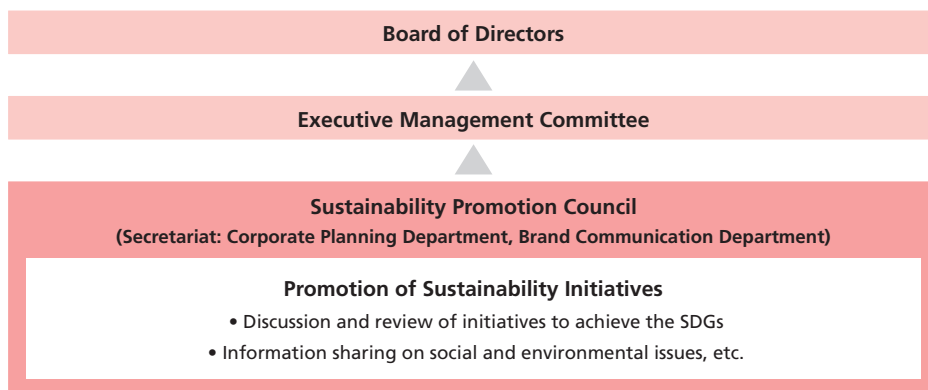 Board of Directors
Executive Management Committee
Sustainability Promotion Council
(Secretariat: Corporate Planning Department, Brand Communication Department)
Promotion of Sustainability Initiatives
• Discussion and review of initiatives to achieve the SDGs
• Information sharing on social and environmental issues, etc.